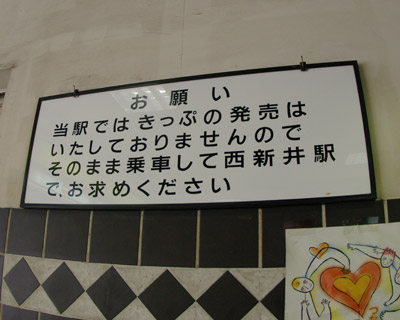 お願い
当駅ではきっぷの発売は
いたしておりませんので
そのまま乗車して西新井駅
で、お求めください